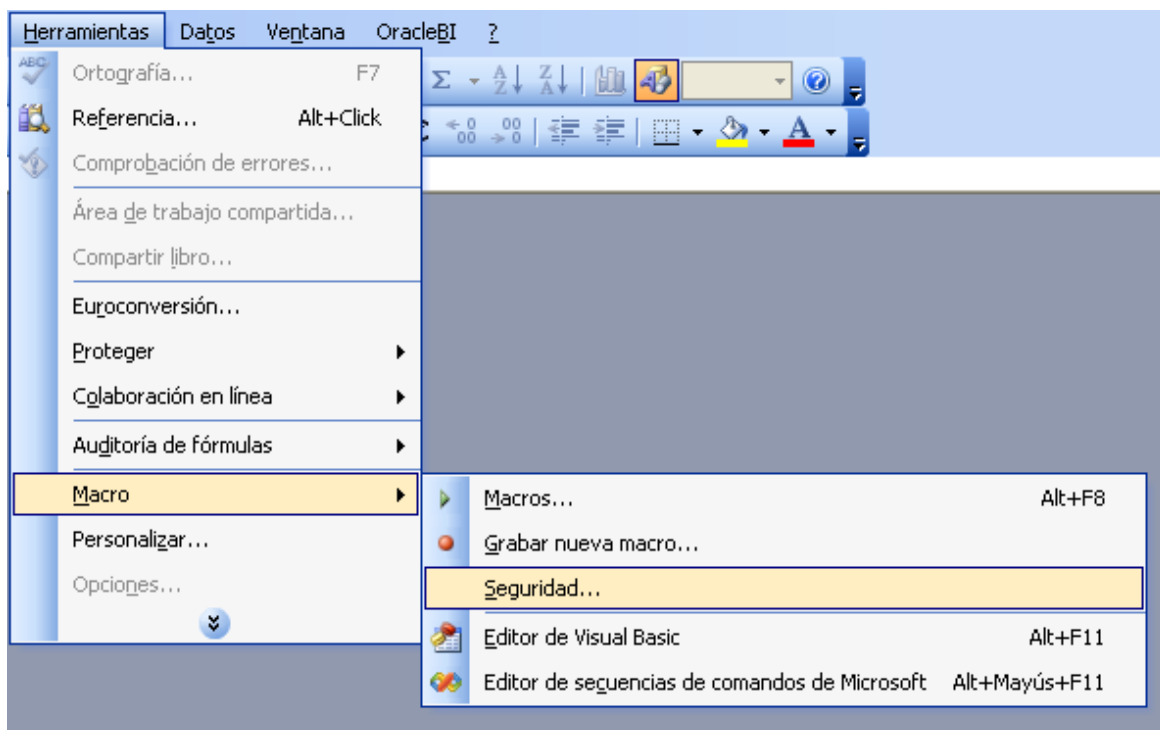 Herramientas Datos Ventana OracleBI ?
Ortografía... F7
Referencia... Alt+Click
Comprobación de errores...
Área de trabajo compartida...
Compartir libro...
Euroconversión...
Proteger
Colaboración en línea
Auditoría de fórmulas
Macro
Personalizar...
Opciones...
Macros... Alt+F8
Grabar nueva macro...
Seguridad...
Editor de Visual Basic Alt+F11
Editor de secuencias de comandos de Microsoft Alt+Mayús+F11